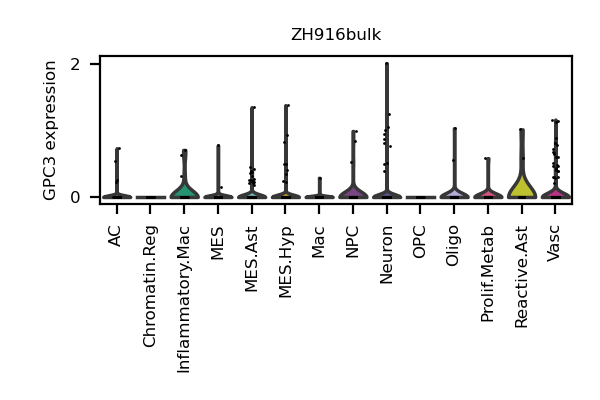 ZH916bulk
GPC3 expression
2
0
AC
Chromatin.Reg
Inflammatory.Mac
MES
MES.Ast
MES.Hyp
Mac
NPC
Neuron
OPC
Oligo
Prolif.Metab
Reactive.Ast
Vasc